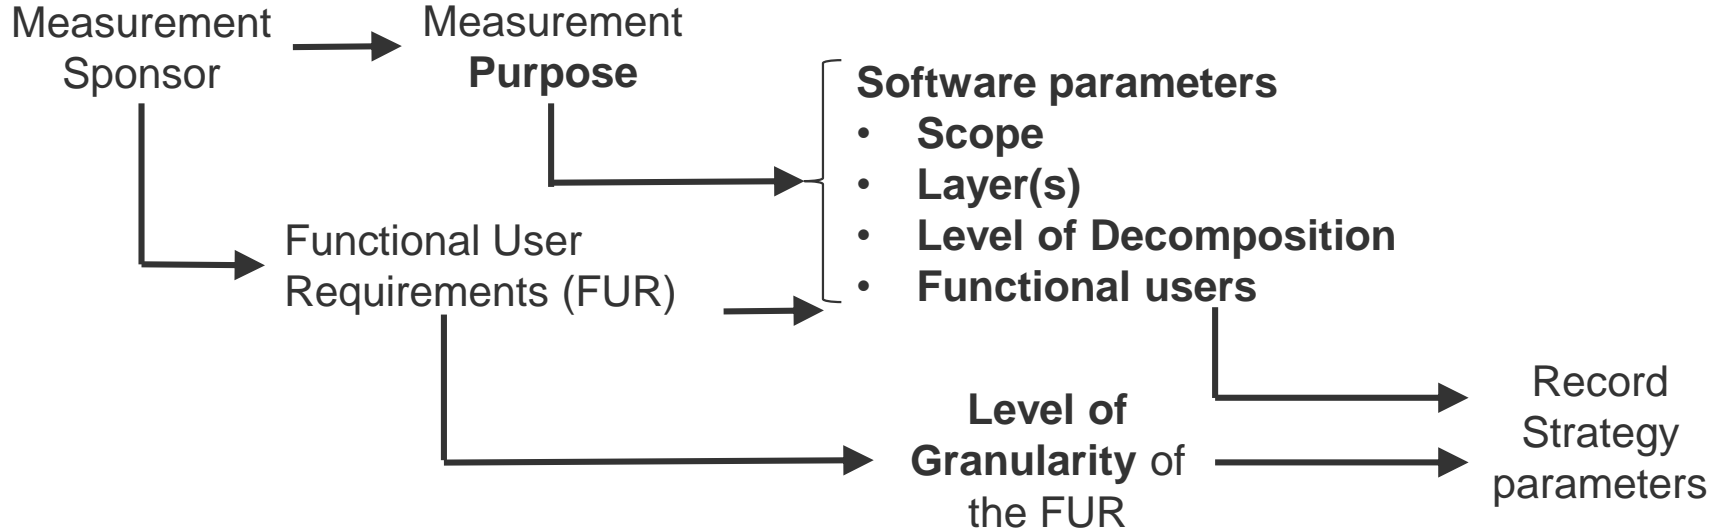 Measurement
Sponsor
Measurement
Purpose
Software parameters
• Scope
• Layer(s)
• Level of Decomposition
• Functional users
Functional User
Requirements (FUR)
Level of
Granularity of
the FUR
Record
Strategy
parameters